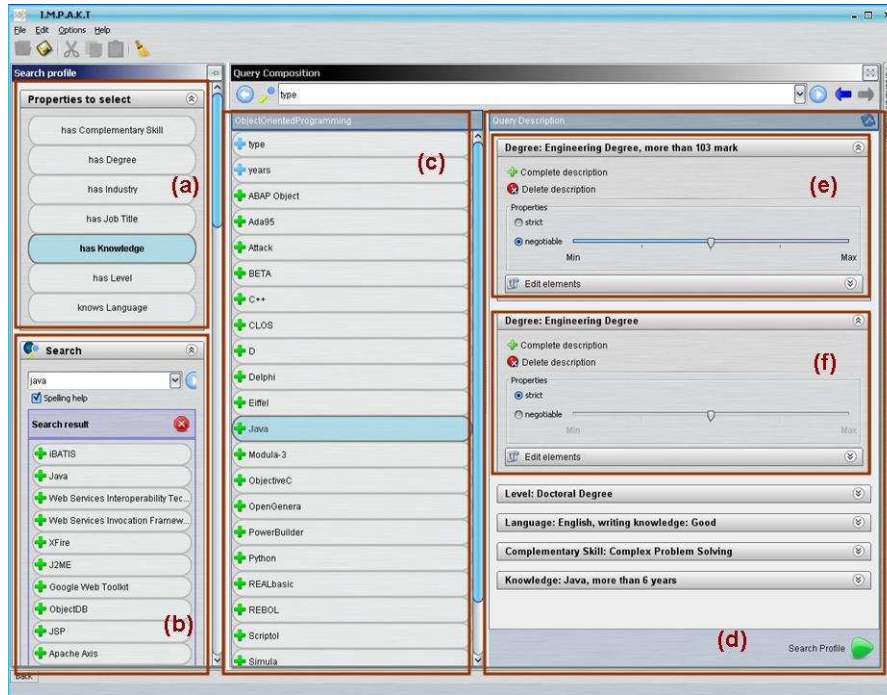 I.M.P.A.K.T
File Edit Options Help
Search profile
Properties to select
has Complementary Skill
has Degree
has Industry
has Job Title
has Knowledge
has Level
knows Language
(a)
Search
java
Spelling help
Search result
iBATIS
Java
Web Services Interoperability Tec...
Web Services Invocation Framew...
XFire
J2ME
Google Web Toolkit
ObjectDB
JSP
Apache Axis
(b)
Back
Query Composition
type
ObjectOrientedProgramming
type
years
ABAP Object
Ada95
Attack
BETA
C++
CLOS
D
Delphi
Eiffel
Java
Modula-3
ObjectiveC
OpenGenera
PowerBuilder
Python
REALbasic
REBOL
Scriptol
Simula
(c)
Query Description
Degree: Engineering Degree, more than 103 mark
Complete description
Delete description
(e)
Properties
strict
negotiable
Min Max
Edit elements
Degree: Engineering Degree
Complete description
Delete description
(f)
Properties
strict
negotiable
Min Max
Edit elements
Level: Doctoral Degree
Language: English, writing knowledge: Good
Complementary Skill: Complex Problem Solving
Knowledge: Java, more than 6 years
(d)
Search Profile